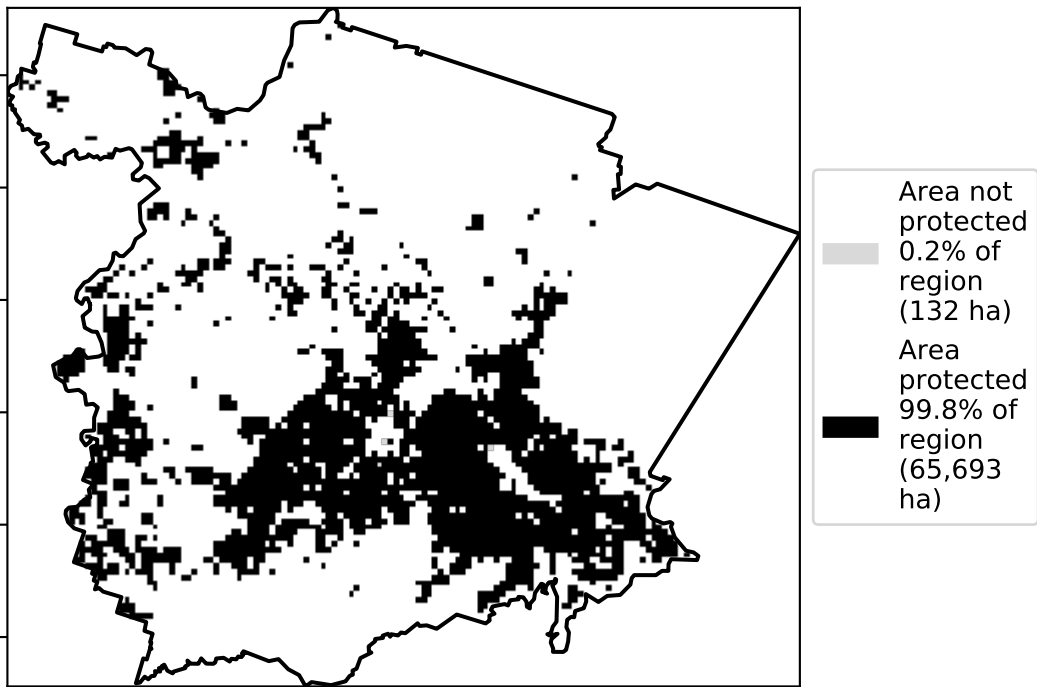 Area not
protected
0.2% of
region
(132 ha)
Area
protected
99.8% of
region
(65,693
ha)